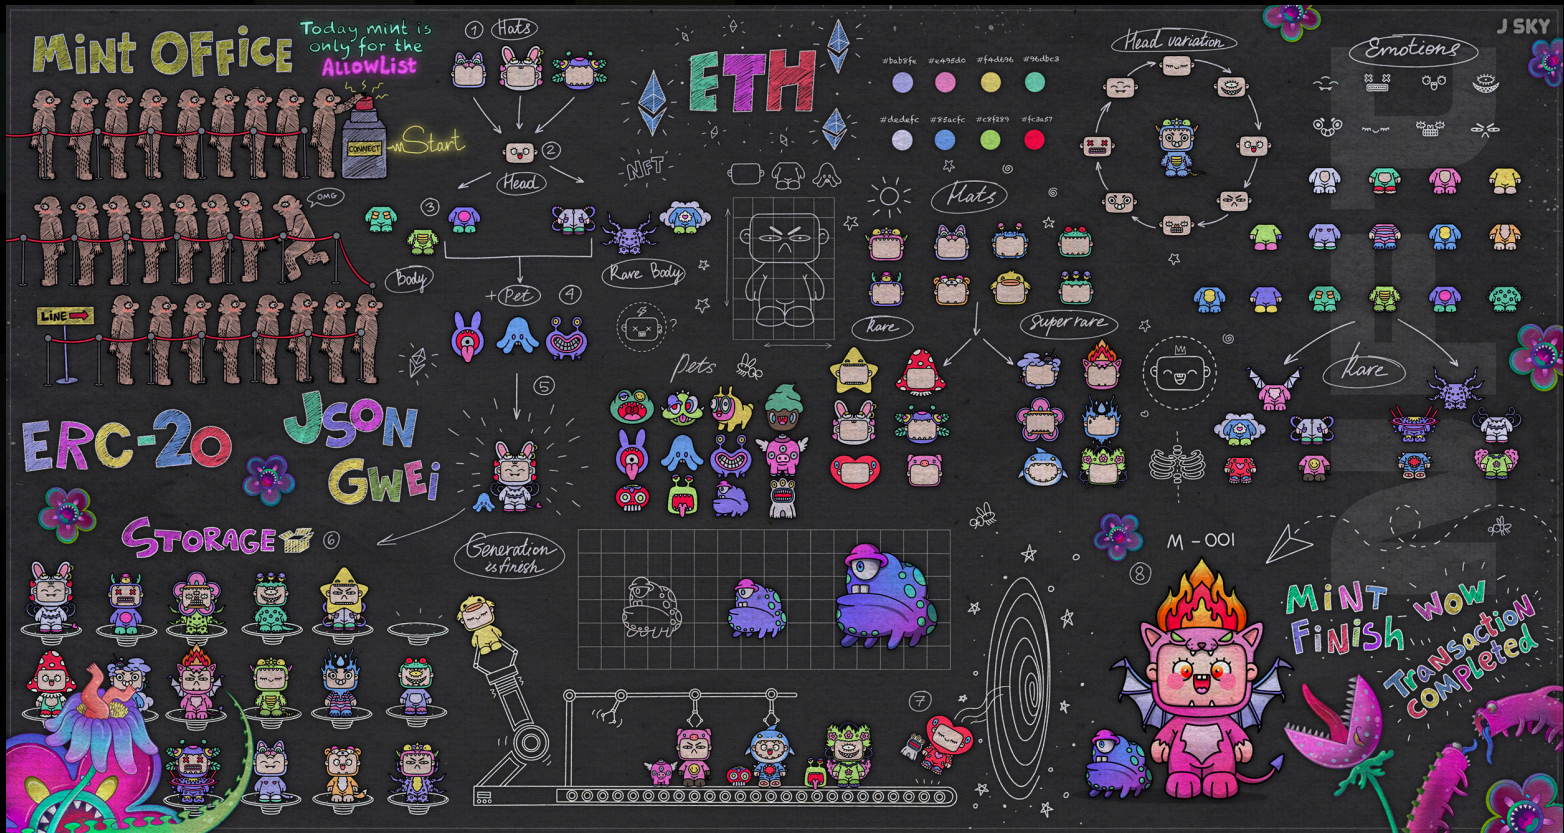 MINT OFFICE
Today mint is
only for the
ALLOWLIST
CONNECT
Start
OMG
LINE
ERC-20
JSON
GWEI
STORAGE
6
1
Hats
2
Head
3
Body
Rare Body
+Pet
4
5
Generation
is finish
ETH
NFT
#bab8fe
#e495d0
#f4d696
#96dbc3
#dedefc
#85acfc
#c8f289
#fc3a57
Hats
Rare
Super rare
Pets
?
Head variation
Emotions
J SKY
Rare
7
8
M-001
MINT
FINISH
WOW
TRANSACTION
COMPLETED